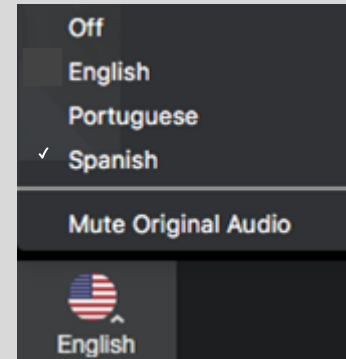 Off
English
Portuguese
✓ Spanish
Mute Original Audio
English